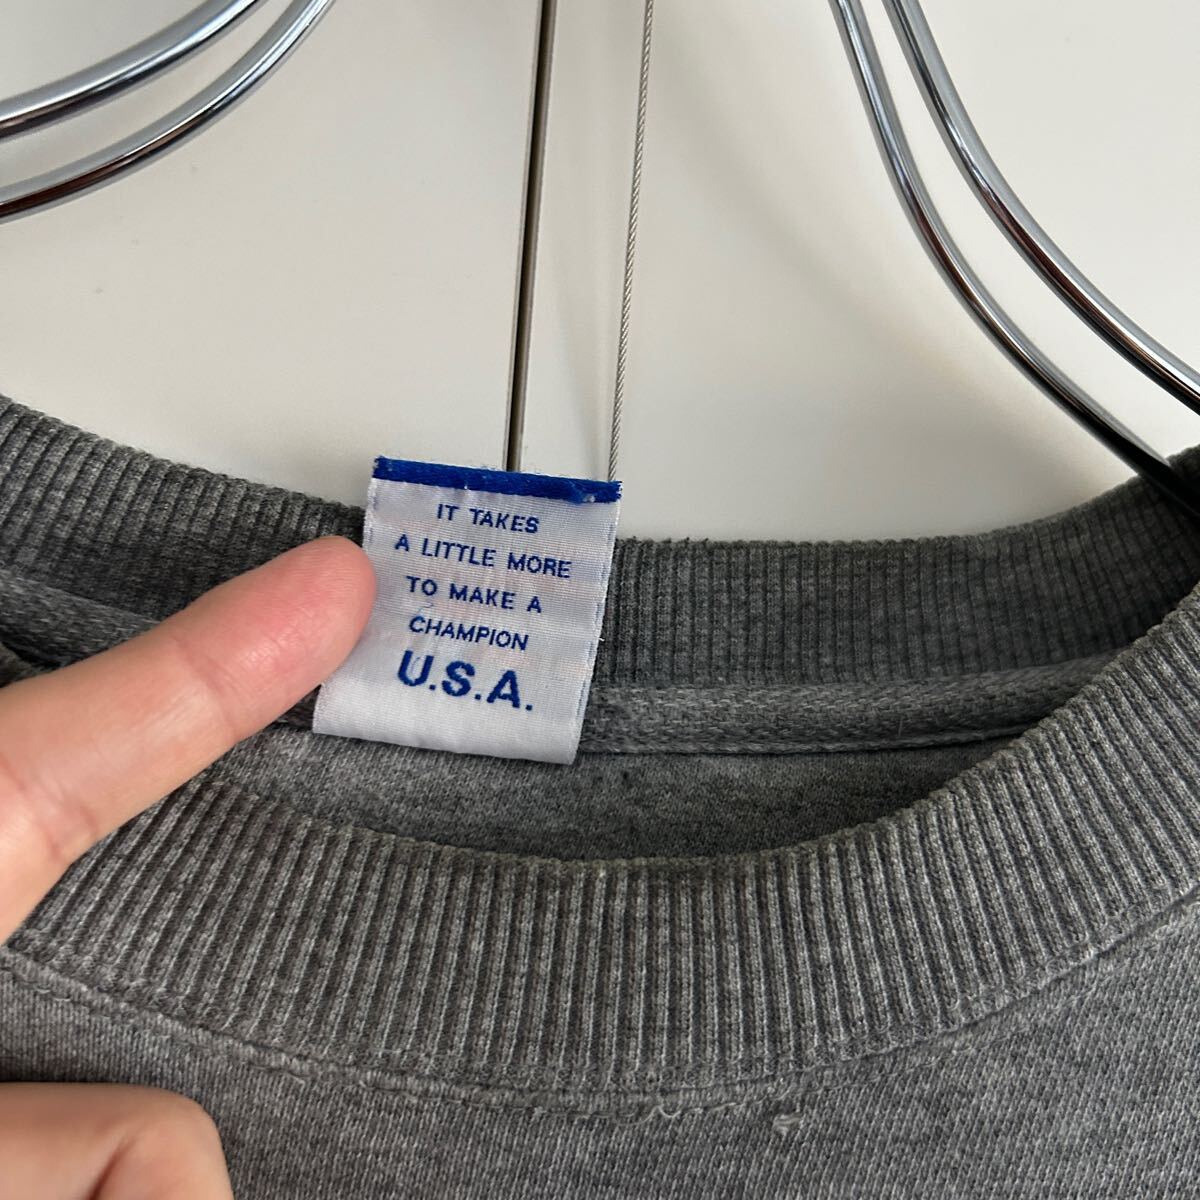 IT TAKES
A LITTLE MORE
TO MAKE A
CHAMPION
U.S.A.